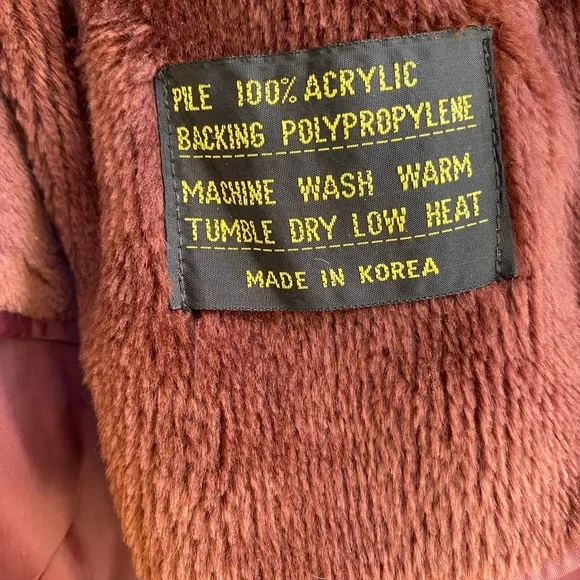 PILE 100% ACRYLIC
BACKING POLYPROPYLENE
MACHINE WASH WARM
TUMBLE DRY LOW HEAT
MADE IN KOREA